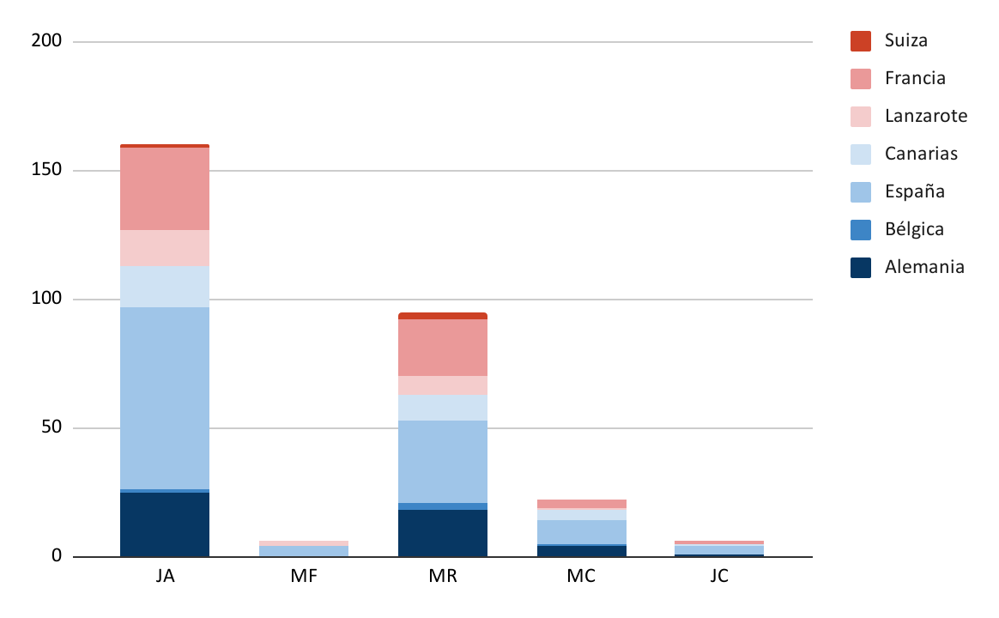 200
150
100
50
0
JA
MF
MR
MC
JC
Suiza
Francia
Lanzarote
Canarias
España
Bélgica
Alemania